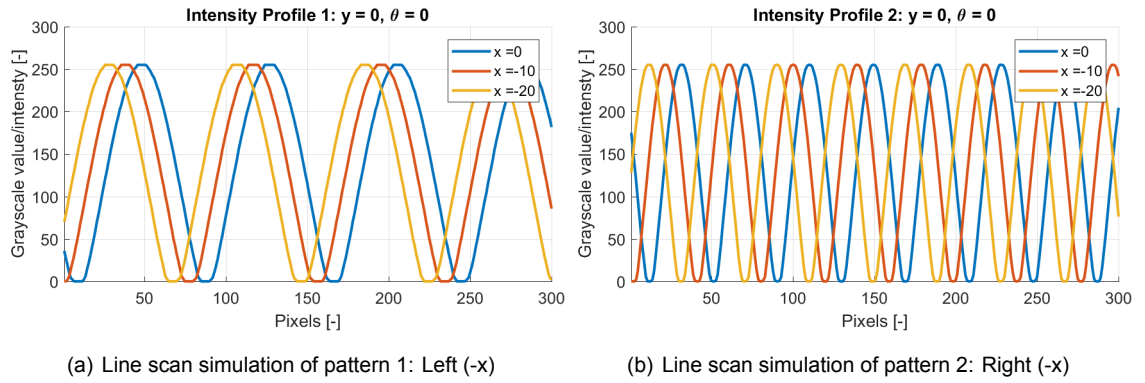 Intensity Profile 1: y = 0, θ = 0
300
250
200
150
100
50
0
Grayscale value/intensty [-]
x =0
x =-10
x =-20
50 100 150 200 250 300
Pixels [-]
(a) Line scan simulation of pattern 1: Left (-x)
Intensity Profile 2: y = 0, θ = 0
300
250
200
150
100
50
0
Grayscale value/intensty [-]
x =0
x =-10
x =-20
50 100 150 200 250 300
Pixels [-]
(b) Line scan simulation of pattern 2: Right (-x)